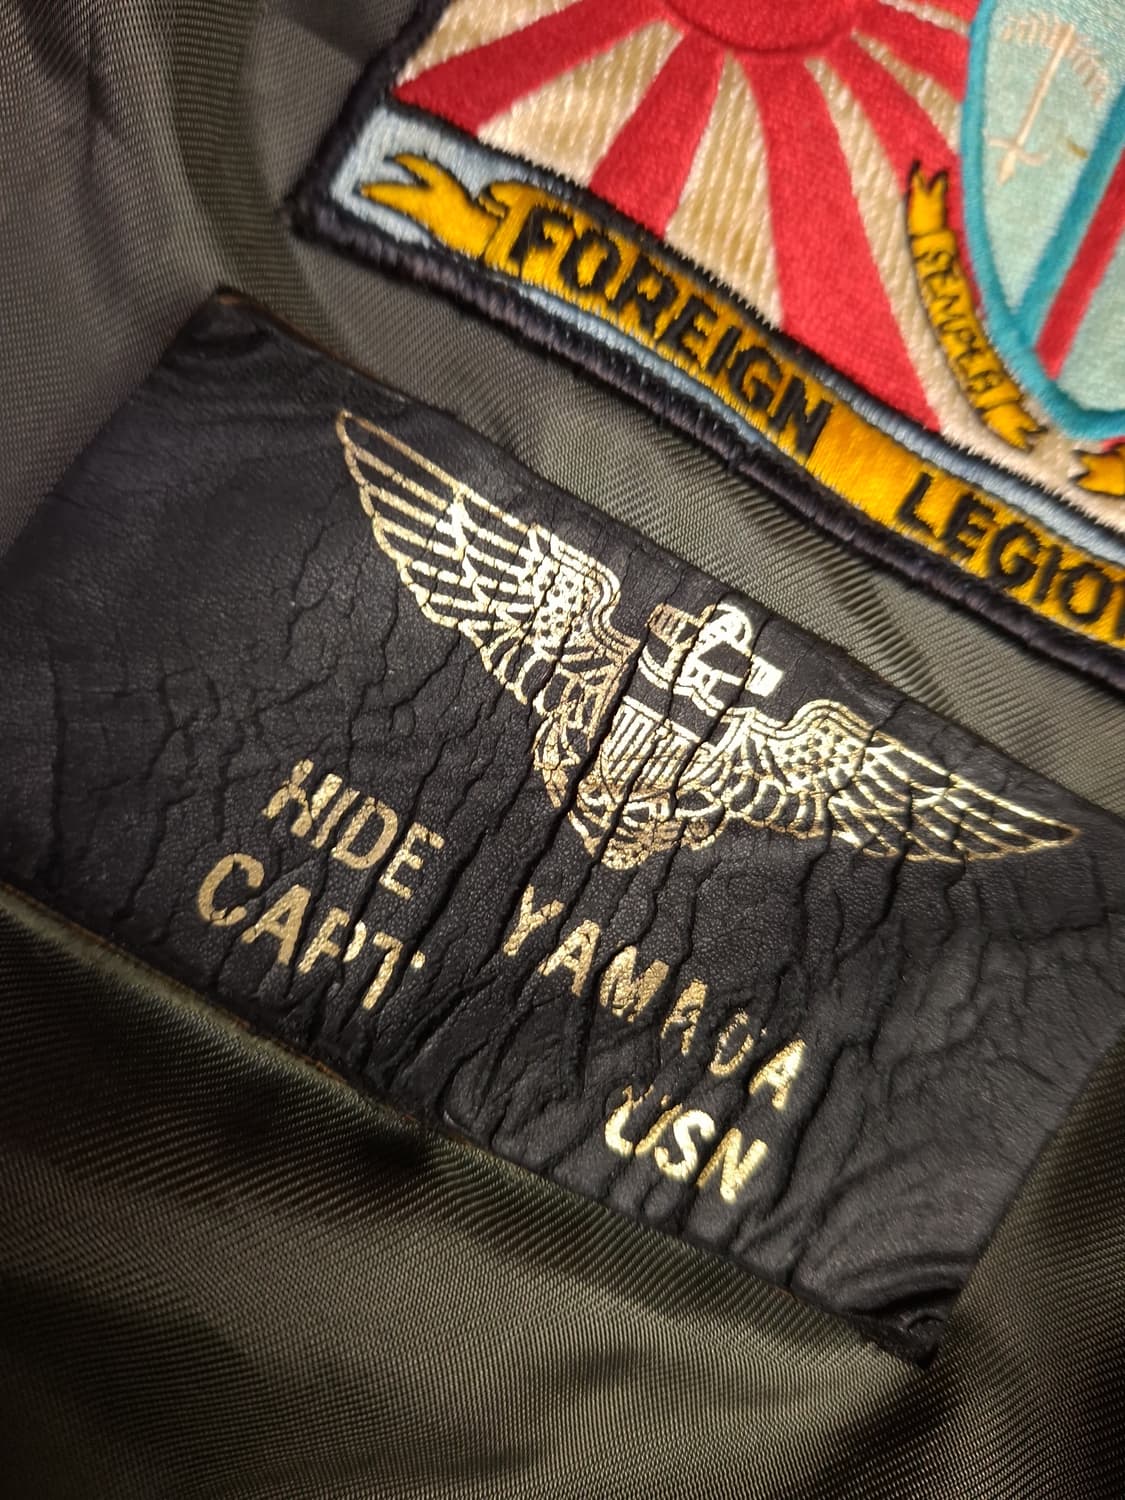 SEMPER
FOREIGN LEGION
HIDE YAMADA
CAPT. USN